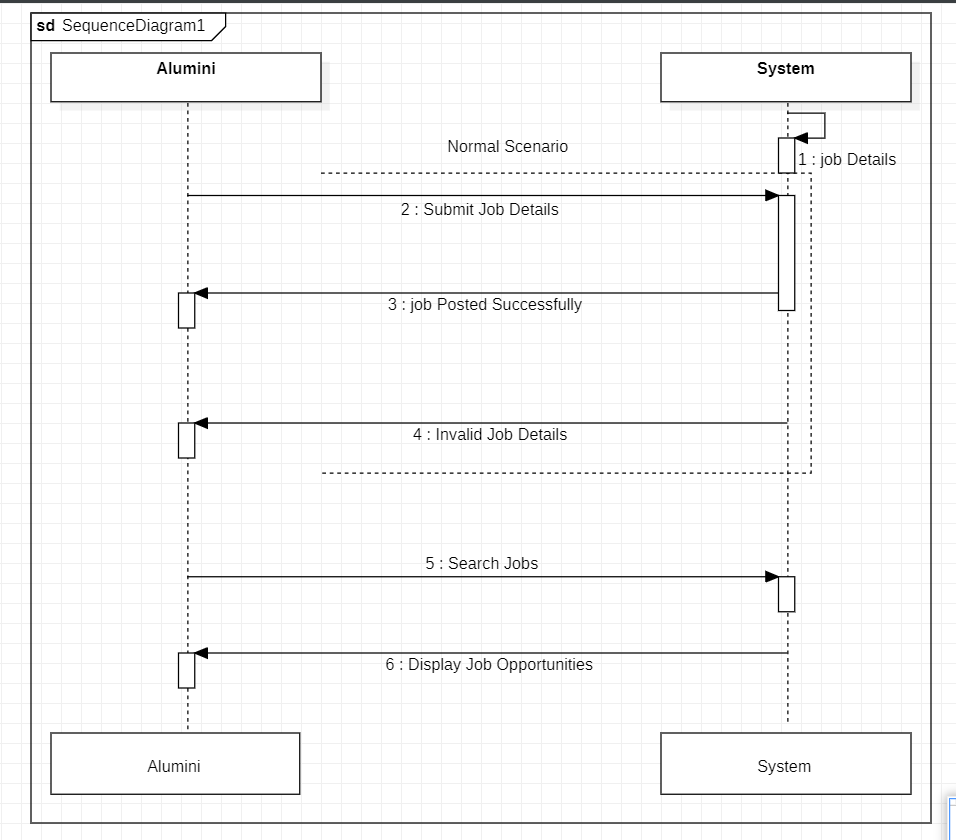 sd SequenceDiagram1
Alumini
System
Normal Scenario
1 : job Details
2 : Submit Job Details
3 : job Posted Successfully
4 : Invalid Job Details
5 : Search Jobs
6 : Display Job Opportunities
Alumini
System